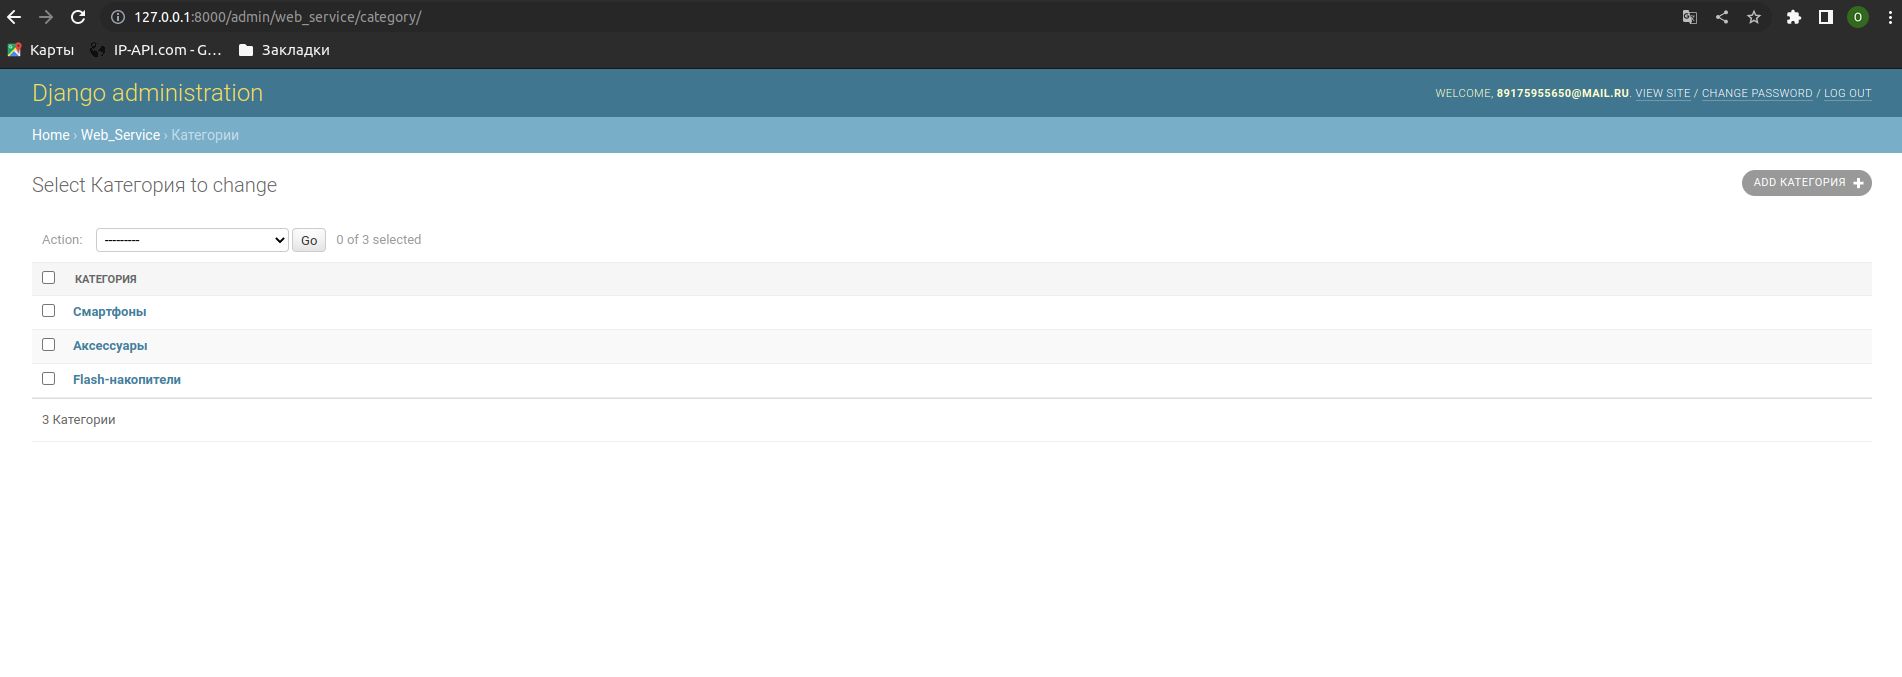 127.0.0.1:8000/admin/web_service/category/
O
Карты IP-API.com - G... Закладки
Django administration
WELCOME, 89175955650@MAIL.RU. VIEW SITE / CHANGE PASSWORD / LOG OUT
Home › Web_Service › Категории
Select Категория to change
ADD КАТЕГОРИЯ +
Action: --------- Go 0 of 3 selected
КАТЕГОРИЯ
Смартфоны
Аксессуары
Flash-накопители
3 Категории